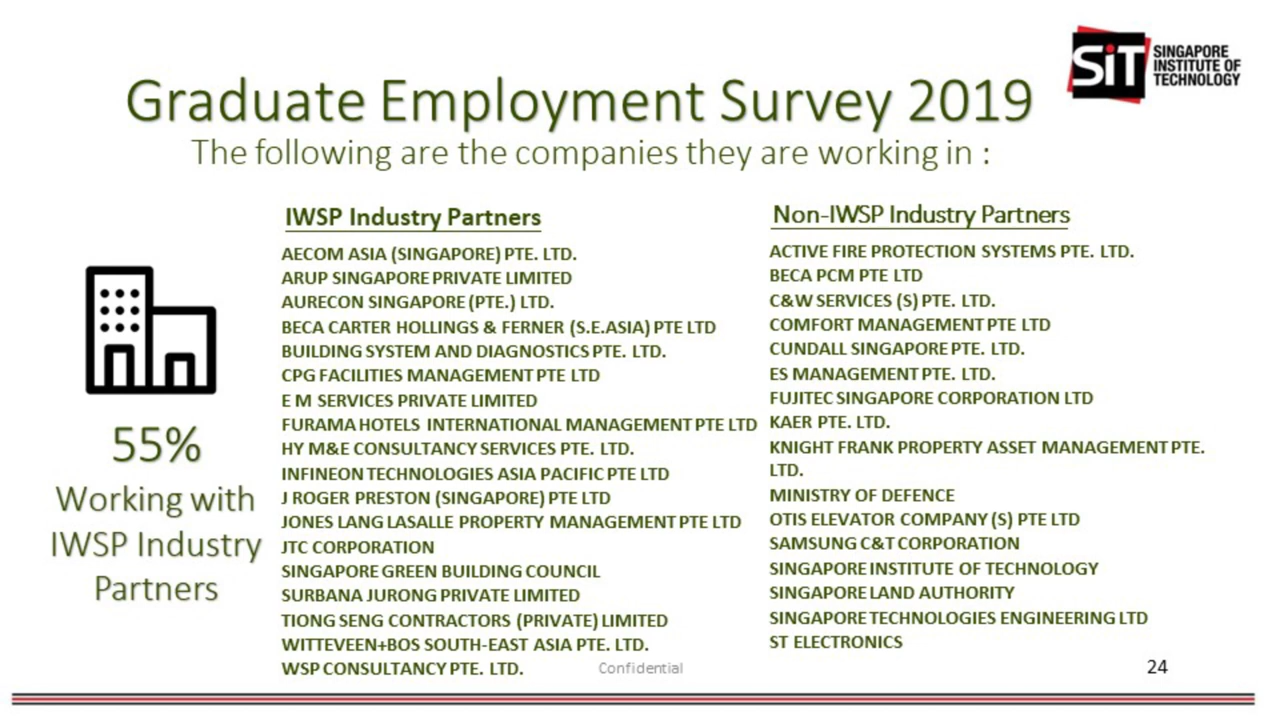 SiT SINGAPORE
INSTITUTE OF
TECHNOLOGY
Graduate Employment Survey 2019
The following are the companies they are working in :
55%
Working with
IWSP Industry
Partners
IWSP Industry Partners
AECOM ASIA (SINGAPORE) PTE. LTD.
ARUP SINGAPORE PRIVATE LIMITED
AURECON SINGAPORE (PTE.) LTD.
BECA CARTER HOLLINGS & FERNER (S.E.ASIA) PTE LTD
BUILDING SYSTEM AND DIAGNOSTICS PTE. LTD.
CPG FACILITIES MANAGEMENT PTE LTD
E M SERVICES PRIVATE LIMITED
FURAMA HOTELS INTERNATIONAL MANAGEMENT PTE LTD
HY M&E CONSULTANCY SERVICES PTE. LTD.
INFINEON TECHNOLOGIES ASIA PACIFIC PTE LTD
J ROGER PRESTON (SINGAPORE) PTE LTD
JONES LANG LASALLE PROPERTY MANAGEMENT PTE LTD
JTC CORPORATION
SINGAPORE GREEN BUILDING COUNCIL
SURBANA JURONG PRIVATE LIMITED
TIONG SENG CONTRACTORS (PRIVATE) LIMITED
WITTEVEEN+BOS SOUTH-EAST ASIA PTE. LTD.
WSP CONSULTANCY PTE. LTD.
Non-IWSP Industry Partners
ACTIVE FIRE PROTECTION SYSTEMS PTE. LTD.
BECA PCM PTE LTD
C&W SERVICES (S) PTE. LTD.
COMFORT MANAGEMENT PTE LTD
CUNDALL SINGAPORE PTE. LTD.
ES MANAGEMENT PTE. LTD.
FUJITEC SINGAPORE CORPORATION LTD
KAER PTE. LTD.
KNIGHT FRANK PROPERTY ASSET MANAGEMENT PTE.
LTD.
MINISTRY OF DEFENCE
OTIS ELEVATOR COMPANY (S) PTE LTD
SAMSUNG C&T CORPORATION
SINGAPORE INSTITUTE OF TECHNOLOGY
SINGAPORE LAND AUTHORITY
SINGAPORE TECHNOLOGIES ENGINEERING LTD
ST ELECTRONICS
Confidential
24